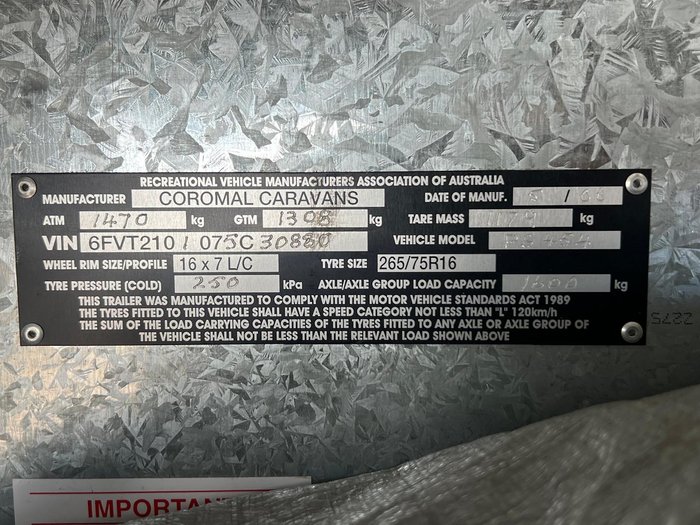 RECREATIONAL VEHICLE MANUFACTURERS ASSOCIATION OF AUSTRALIA
MANUFACTURER COROMAL CARAVANS DATE OF MANUF.
ATM 1470 kg GTM 1308 kg TARE MASS kg
VIN 6FVT210 / 075C30880 VEHICLE MODEL
WHEEL RIM SIZE/PROFILE 16 x 7 L/C TYRE SIZE 265/75R16
TYRE PRESSURE (COLD) 250 kPa AXLE/AXLE GROUP LOAD CAPACITY kg
THIS TRAILER WAS MANUFACTURED TO COMPLY WITH THE MOTOR VEHICLE STANDARDS ACT 1989
THE TYRES FITTED TO THIS VEHICLE SHALL HAVE A SPEED CATEGORY NOT LESS THAN "L" 120km/h
THE SUM OF THE LOAD CARRYING CAPACITIES OF THE TYRES FITTED TO ANY AXLE OR AXLE GROUP OF
THE VEHICLE SHALL NOT BE LESS THAN THE RELEVANT LOAD SHOWN ABOVE
2275
IMPORTAN